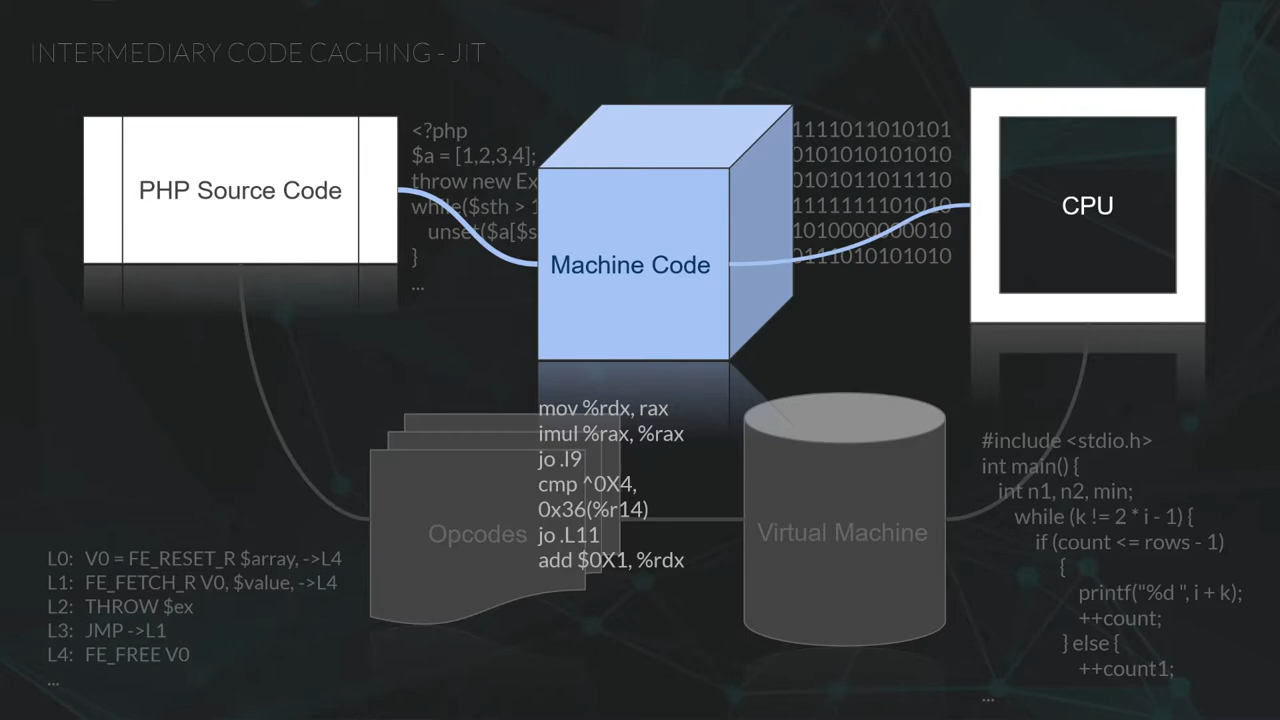 INTERMEDIARY CODE CACHING - JIT
PHP Source Code
<?php
$a = [1,2,3,4];
throw new Ex
while($sth > 1
unset($a[$s
}
...
Machine Code
1111011010101
0101010101010
0101011011110
1111111101010
1010000000010
0111010101010
CPU
mov %rdx, rax
imul %rax, %rax
jo .l9
cmp ^0X4,
0x36(%r14)
jo .L11
add $0X1, %rdx
Opcodes
Virtual Machine
L0: V0 = FE_RESET_R $array, ->L4
L1: FE_FETCH_R V0, $value, ->L4
L2: THROW $ex
L3: JMP ->L1
L4: FE_FREE V0
...
#include <stdio.h>
int main() {
int n1, n2, min;
while (k != 2 * i - 1) {
if (count <= rows - 1)
{
printf("%d ", i + k);
++count;
} else {
++count1;
...